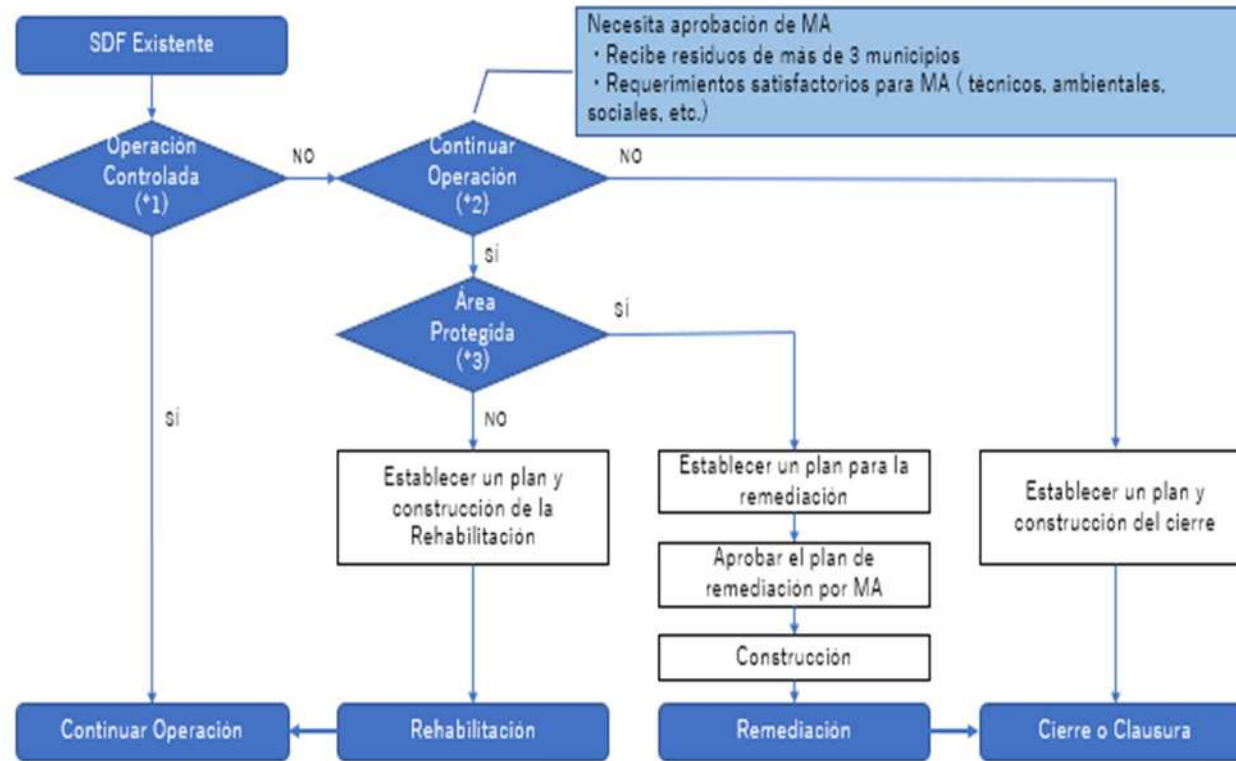 SDF Existente
Necesita aprobación de MA
・Recibe residuos de más de 3 municipios
・Requerimientos satisfactorios para MA ( técnicos, ambientales,
sociales, etc.)
Operación
Controlada
(*1)
NO
Continuar
Operación
(*2)
NO
SÍ
Área
Protegida
(*3)
SÍ
SÍ
NO
Establecer un plan y
construcción de la
Rehabilitación
Establecer un plan para la
remediación
Aprobar el plan de
remediación por MA
Construcción
Establecer un plan y
construcción del cierre
Continuar Operación
Rehabilitación
Remediación
Cierre o Clausura